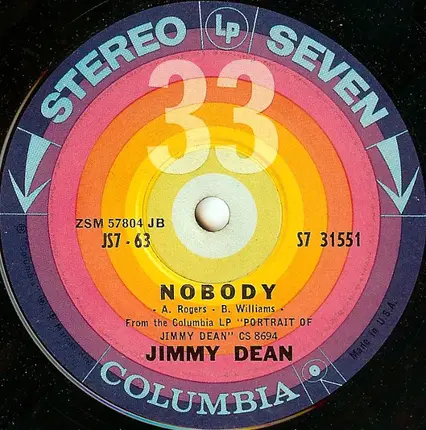 STEREO LP SEVEN
33
ZSM 57804 JB
JS7 - 63
S7 31551
NOBODY
- A. Rogers - B. Williams -
From the Columbia LP "PORTRAIT OF
JIMMY DEAN" CS 8694
JIMMY DEAN
COLUMBIA
Made in U.S.A.